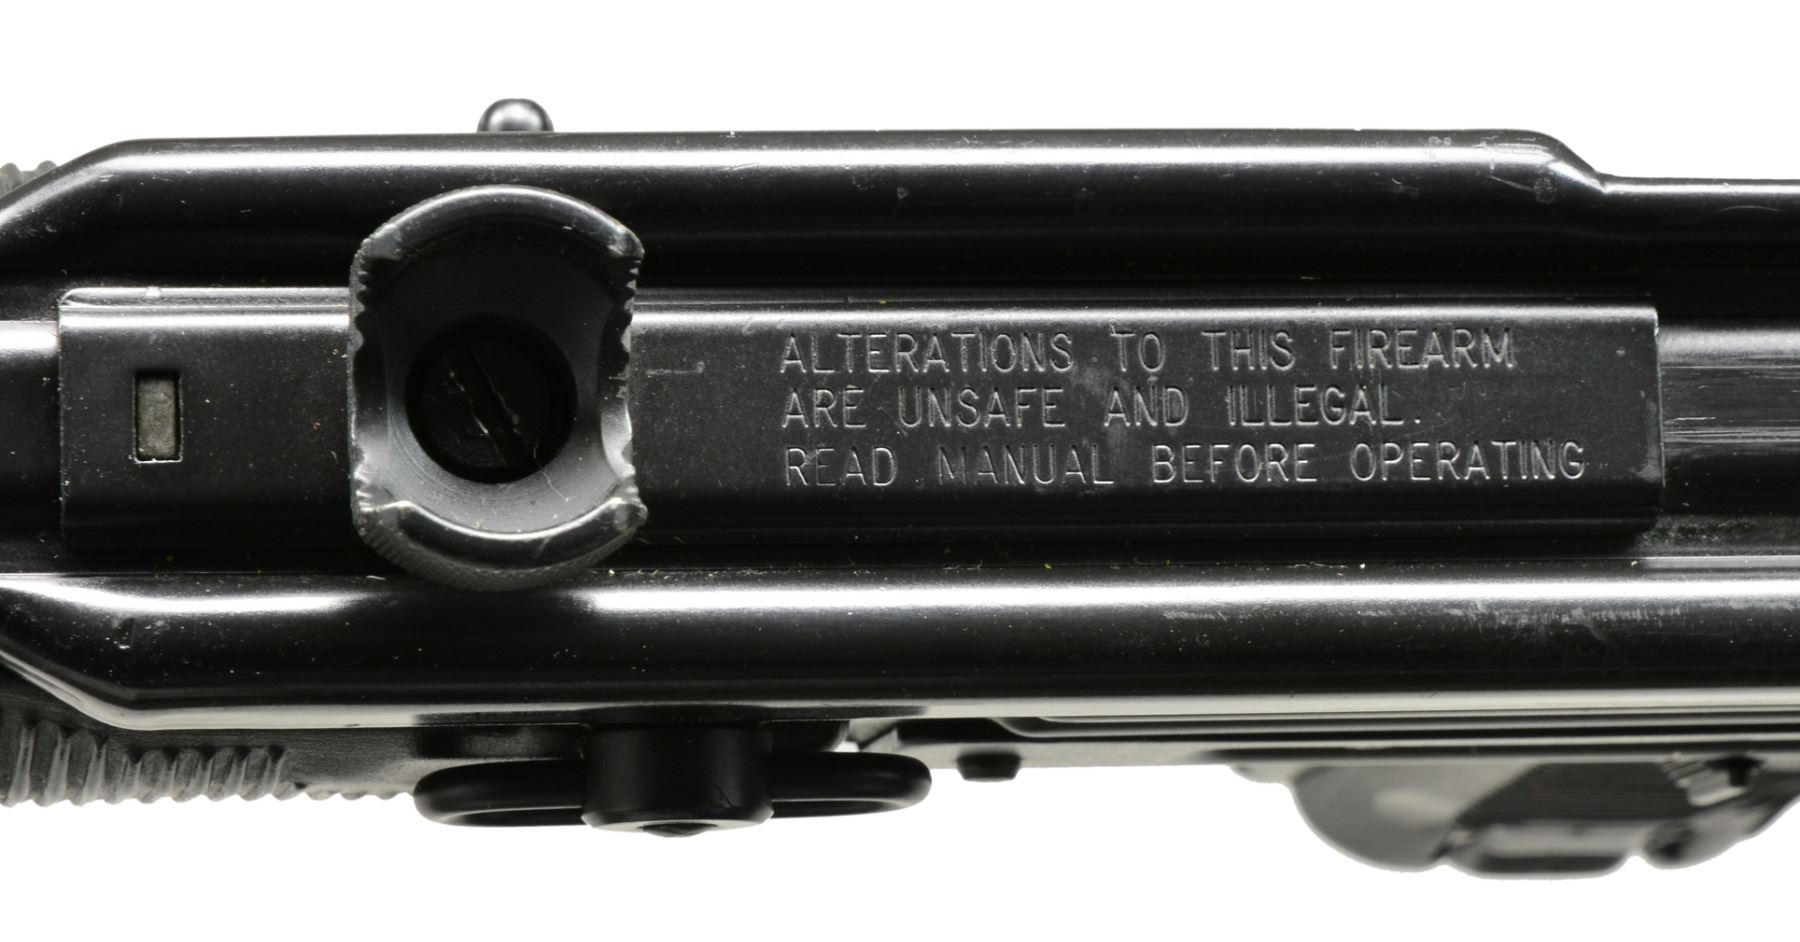 ALTERATIONS TO THIS FIREARM
ARE UNSAFE AND ILLEGAL.
READ MANUAL BEFORE OPERATING